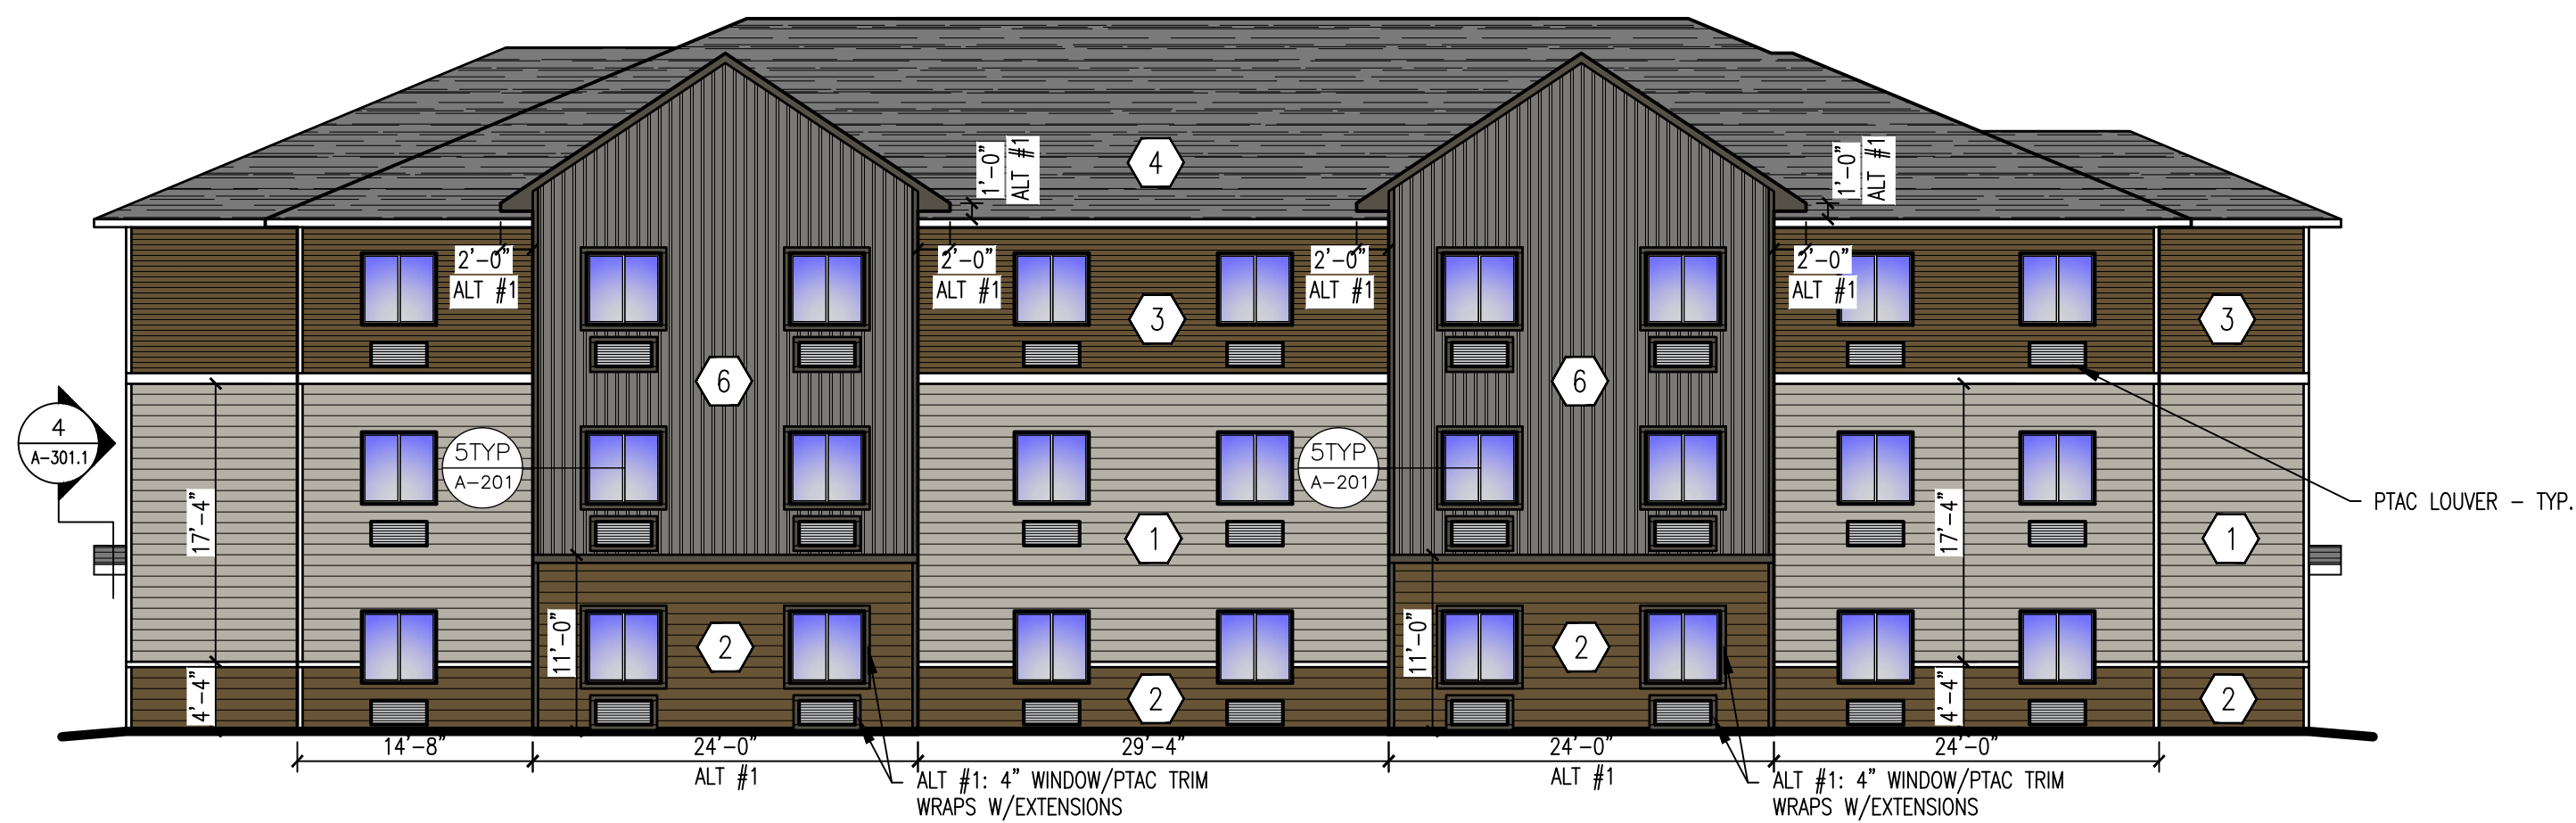 4
1'-0"
ALT #1
1'-0"
ALT #1
2'-0"
ALT #1
2'-0"
ALT #1
2'-0"
ALT #1
2'-0"
ALT #1
3
3
6
6
4
A-301.1
5TYP
A-201
5TYP
A-201
PTAC LOUVER - TYP.
17'-4"
17'-4"
1
1
11'-0"
11'-0"
2
2
4'-4"
4'-4"
2
2
14'-8"
24'-0"
ALT #1
29'-4"
24'-0"
ALT #1
24'-0"
ALT #1: 4" WINDOW/PTAC TRIM
WRAPS W/EXTENSIONS
ALT #1: 4" WINDOW/PTAC TRIM
WRAPS W/EXTENSIONS